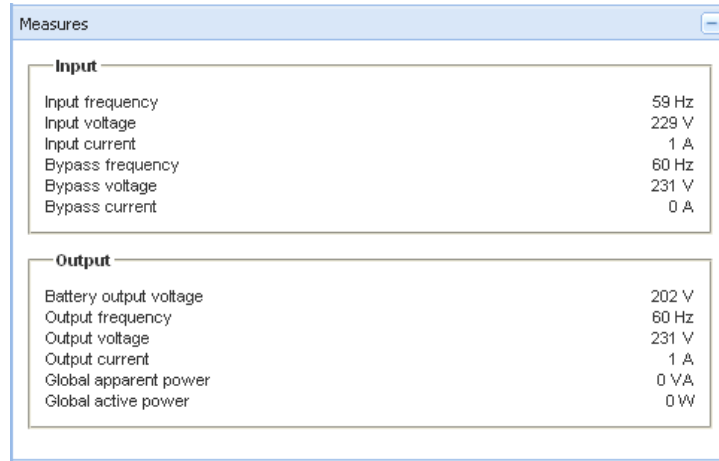 Measures
Input
Input frequency 59 Hz
Input voltage 229 V
Input current 1 A
Bypass frequency 60 Hz
Bypass voltage 231 V
Bypass current 0 A
Output
Battery output voltage 202 V
Output frequency 60 Hz
Output voltage 231 V
Output current 1 A
Global apparent power 0 VA
Global active power 0 W